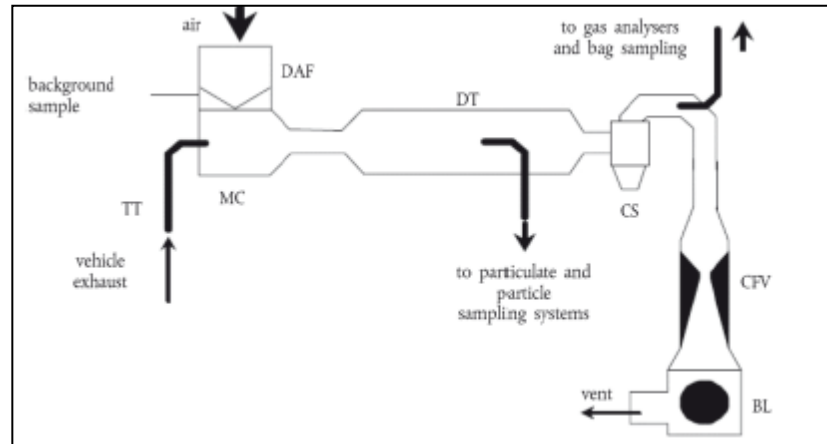 air
to gas analysers
and bag sampling
DAF
background
sample
DT
MC
CS
TT
vehicle
exhaust
to particulate and
particle
sampling systems
CFV
vent
BL